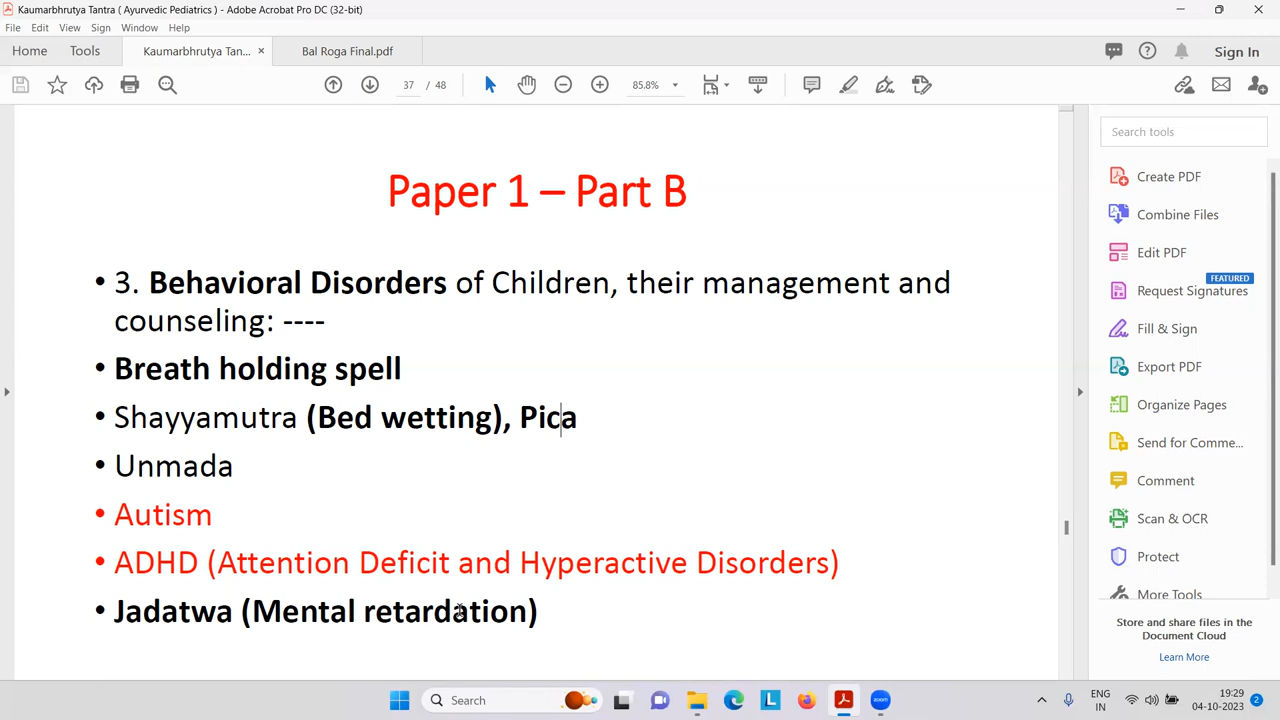 Kaumarbhrutya Tantra ( Ayurvedic Pediatrics ) - Adobe Acrobat Pro DC (32-bit)
File Edit View Sign Window Help
Home Tools Kaumarbhrutya Tan... × Bal Roga Final.pdf Sign In
37 / 48 85.8%
Paper 1 – Part B
• 3. Behavioral Disorders of Children, their management and
counseling: ----
• Breath holding spell
• Shayyamutra (Bed wetting), Pica
• Unmada
• Autism
• ADHD (Attention Deficit and Hyperactive Disorders)
• Jadatwa (Mental retardation)
Search tools
Create PDF
Combine Files
Edit PDF
FEATURED
Request Signatures
Fill & Sign
Export PDF
Organize Pages
Send for Comme...
Comment
Scan & OCR
Protect
More Tools
Store and share files in the
Document Cloud
Learn More
Search
zoom
ENG
IN
19:29
04-10-2023
2